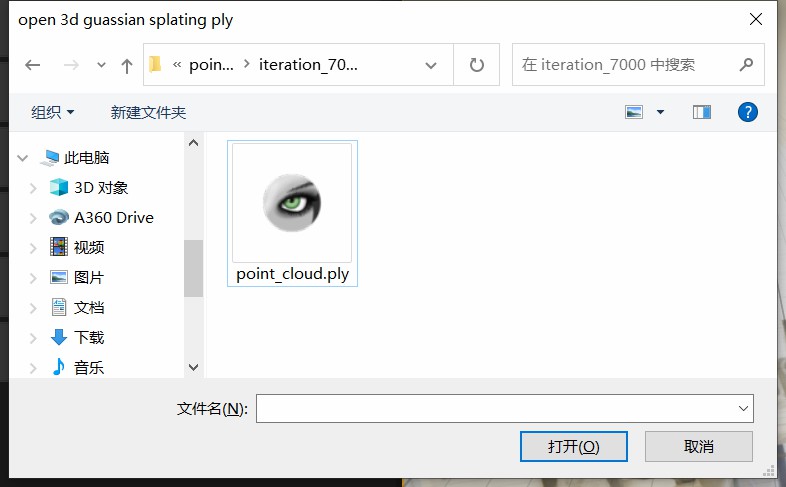 open 3d guassian splating ply
« poin... › iteration_70...
在 iteration_7000 中搜索
组织
新建文件夹
?
此电脑
3D 对象
A360 Drive
视频
图片
文档
下载
音乐
point_cloud.ply
文件名(N):
打开(O)
取消